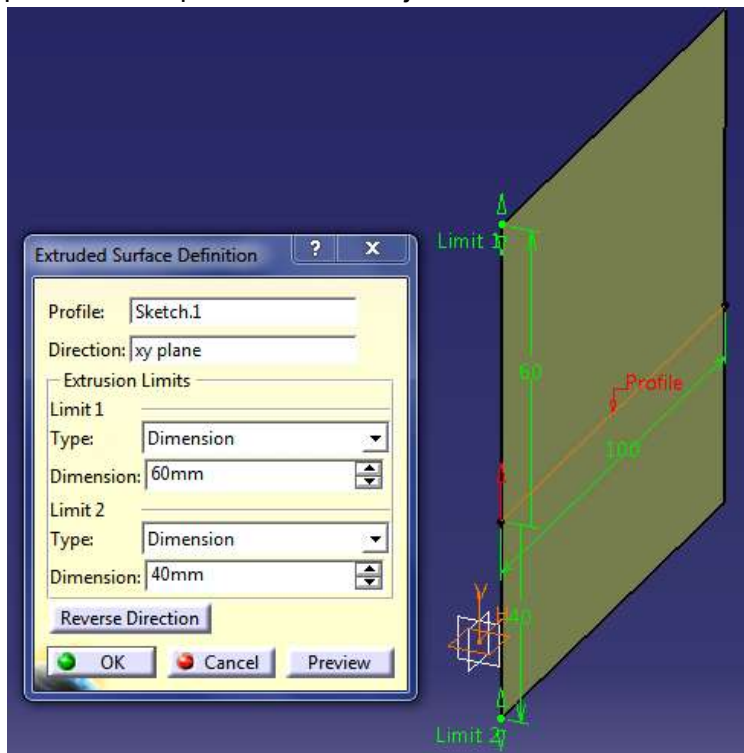 Extruded Surface Definition ? X
Profile: Sketch.1
Direction: xy plane
Extrusion Limits
Limit 1
Type: Dimension
Dimension: 60mm
Limit 2
Type: Dimension
Dimension: 40mm
Reverse Direction
OK Cancel Preview
Limit 1
60
Profile
100
Y
H
40
Limit 2